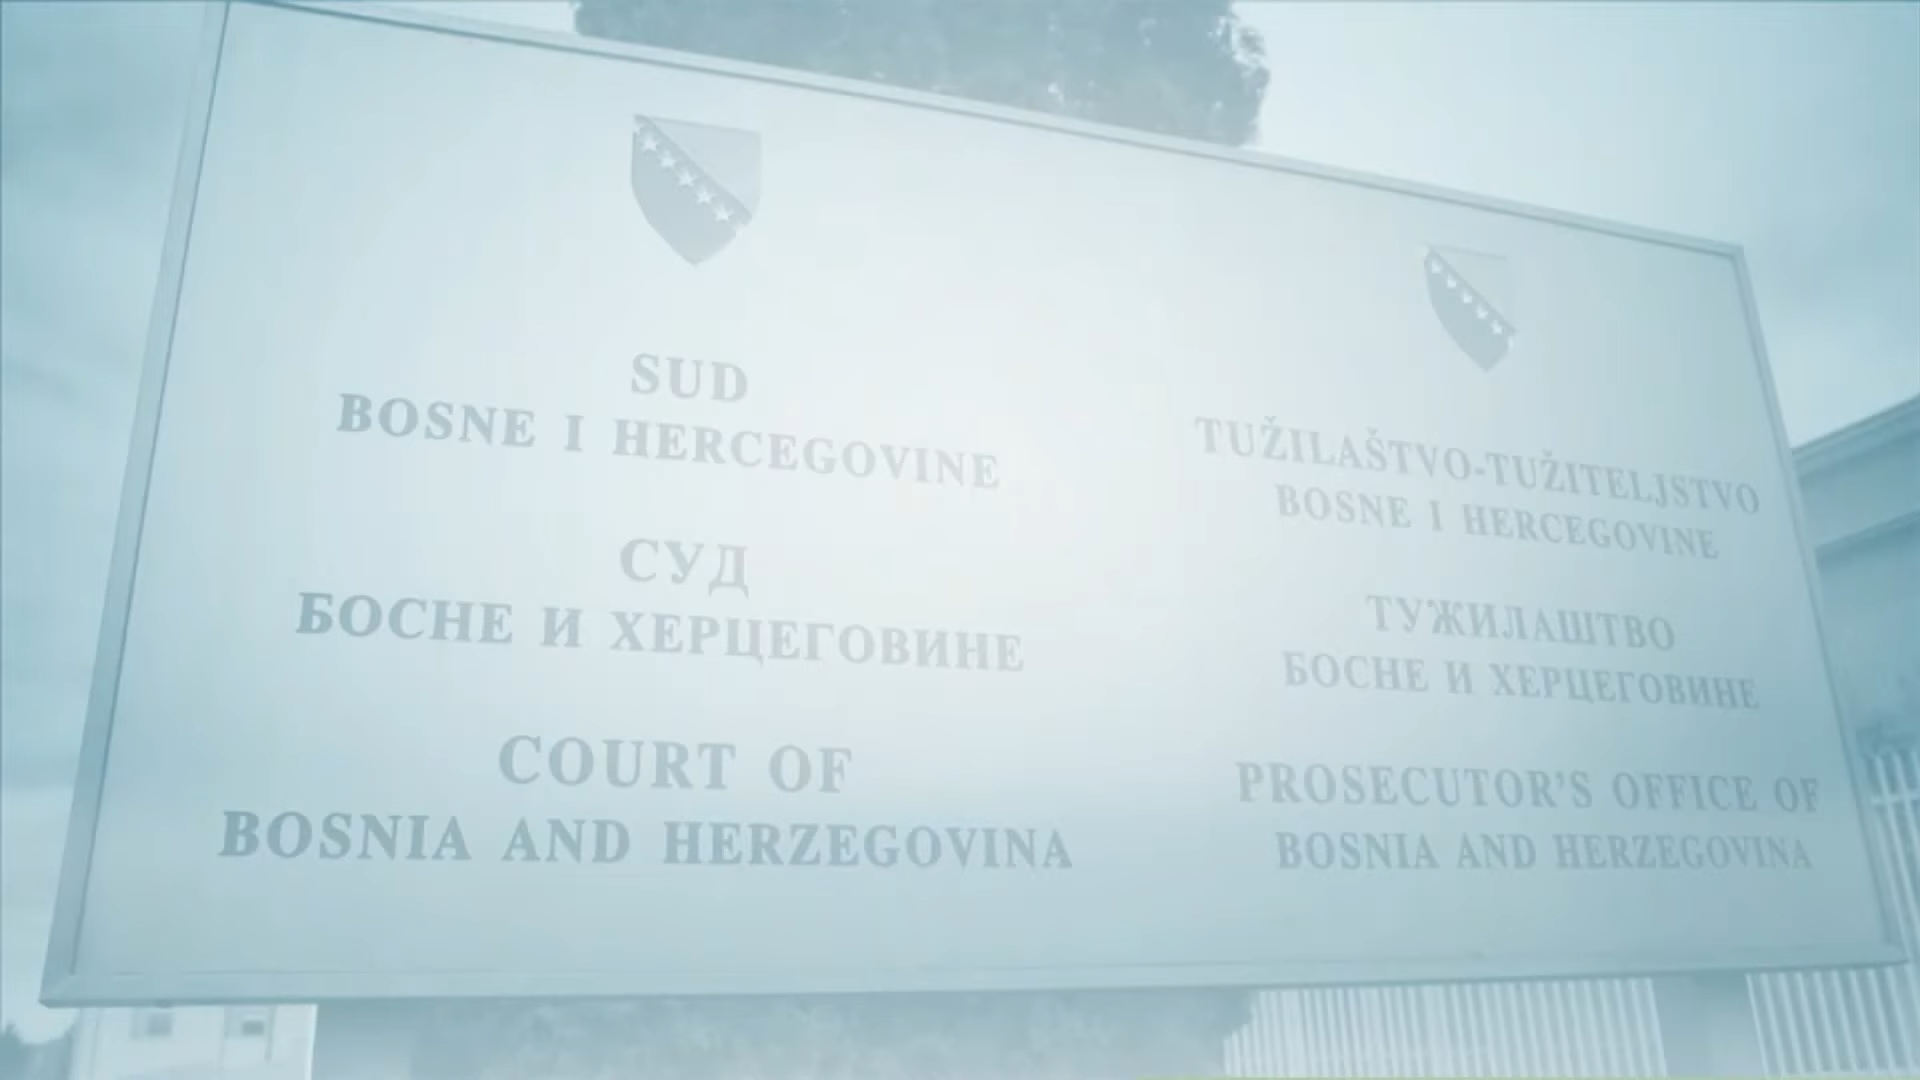 SUD
BOSNE I HERCEGOVINE
СУД
БОСНЕ И ХЕРЦЕГОВИНЕ
COURT OF
BOSNIA AND HERZEGOVINA
TUŽILAŠTVO-TUŽITELJSTVO
BOSNE I HERCEGOVINE
ТУЖИЛАШТВО
БОСНЕ И ХЕРЦЕГОВИНЕ
PROSECUTOR'S OFFICE OF
BOSNIA AND HERZEGOVINA